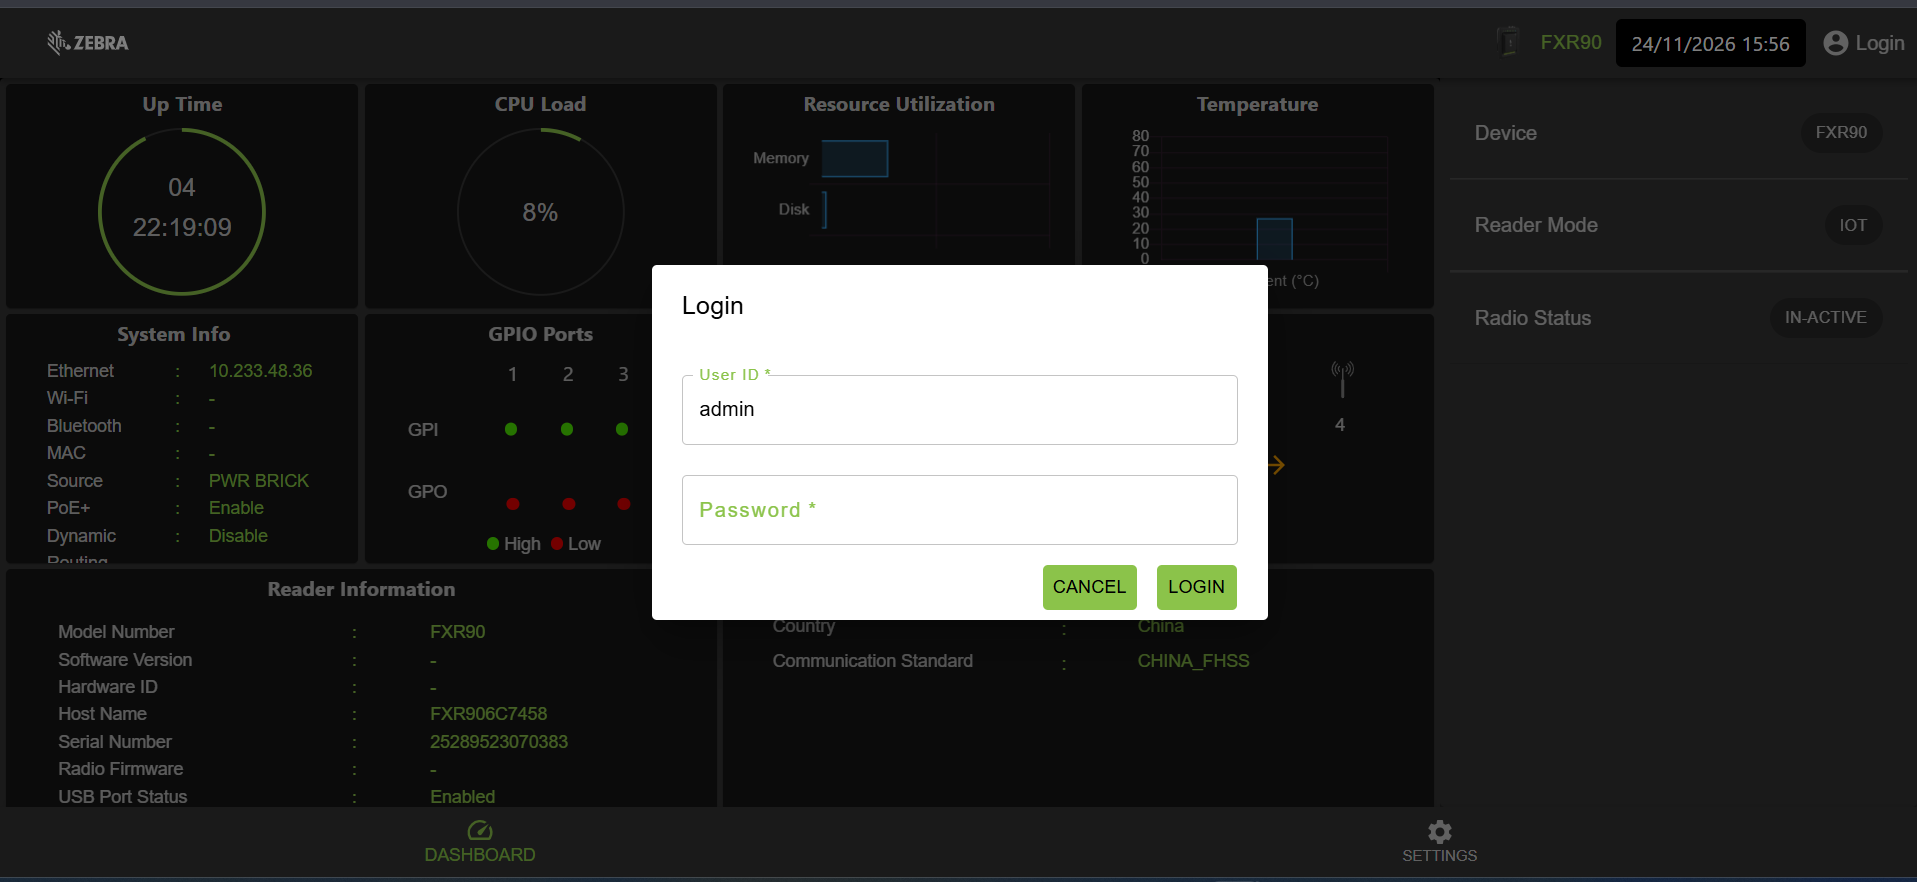 ZEBRA
FXR90
24/11/2026 15:56
Login
Up Time
04
22:19:09
CPU Load
8%
Resource Utilization
Memory
Disk
Temperature
80
70
60
50
40
30
20
10
0
(°C)
Device
FXR90
Reader Mode
IOT
Radio Status
IN-ACTIVE
System Info
Ethernet : 10.233.48.36
Wi-Fi : -
Bluetooth : -
MAC : -
Source : PWR BRICK
PoE+ : Enable
Dynamic : Disable
Routing
GPIO Ports
1 2 3
GPI
GPO
High Low
4
Login
User ID *
admin
Password *
CANCEL LOGIN
Reader Information
Model Number : FXR90
Software Version : -
Hardware ID : -
Host Name : FXR906C7458
Serial Number : 25289523070383
Radio Firmware : -
USB Port Status : Enabled
Country : China
Communication Standard : CHINA_FHSS
DASHBOARD
SETTINGS